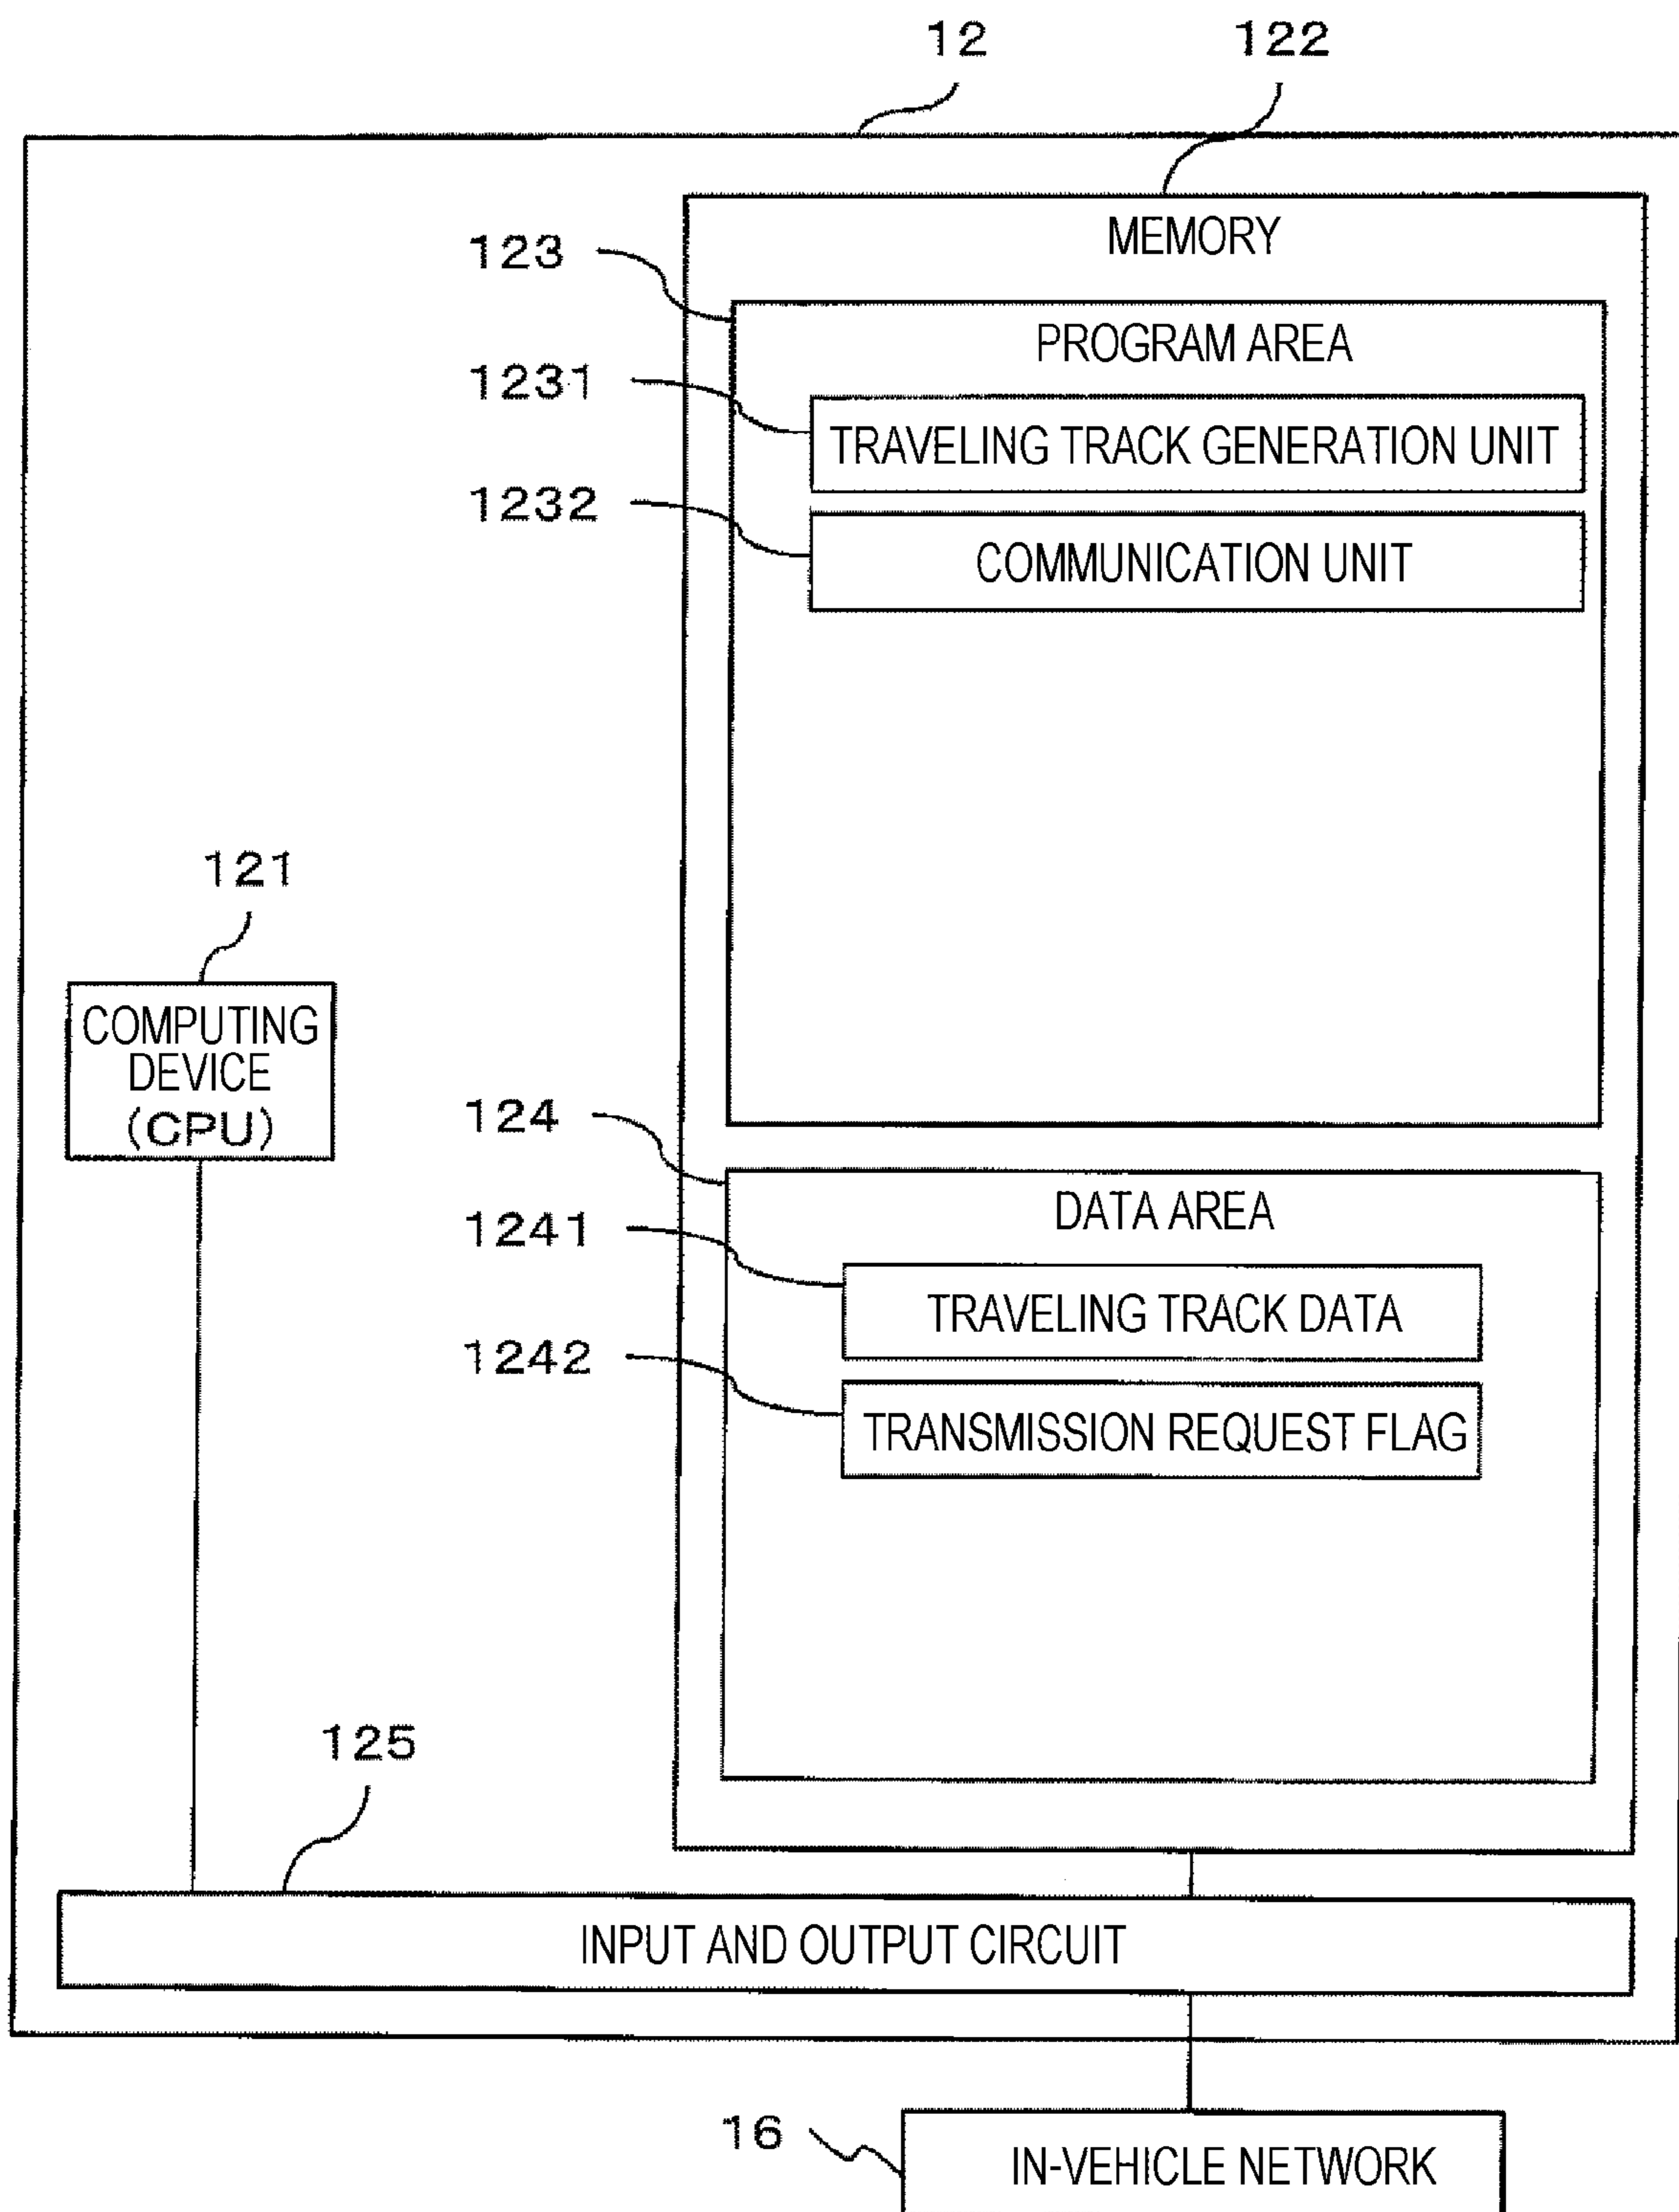 12
122
MEMORY
123
PROGRAM AREA
1231
TRAVELING TRACK GENERATION UNIT
1232
COMMUNICATION UNIT
121
COMPUTING
DEVICE
(CPU)
124
DATA AREA
1241
TRAVELING TRACK DATA
1242
TRANSMISSION REQUEST FLAG
125
INPUT AND OUTPUT CIRCUIT
16
IN-VEHICLE NETWORK